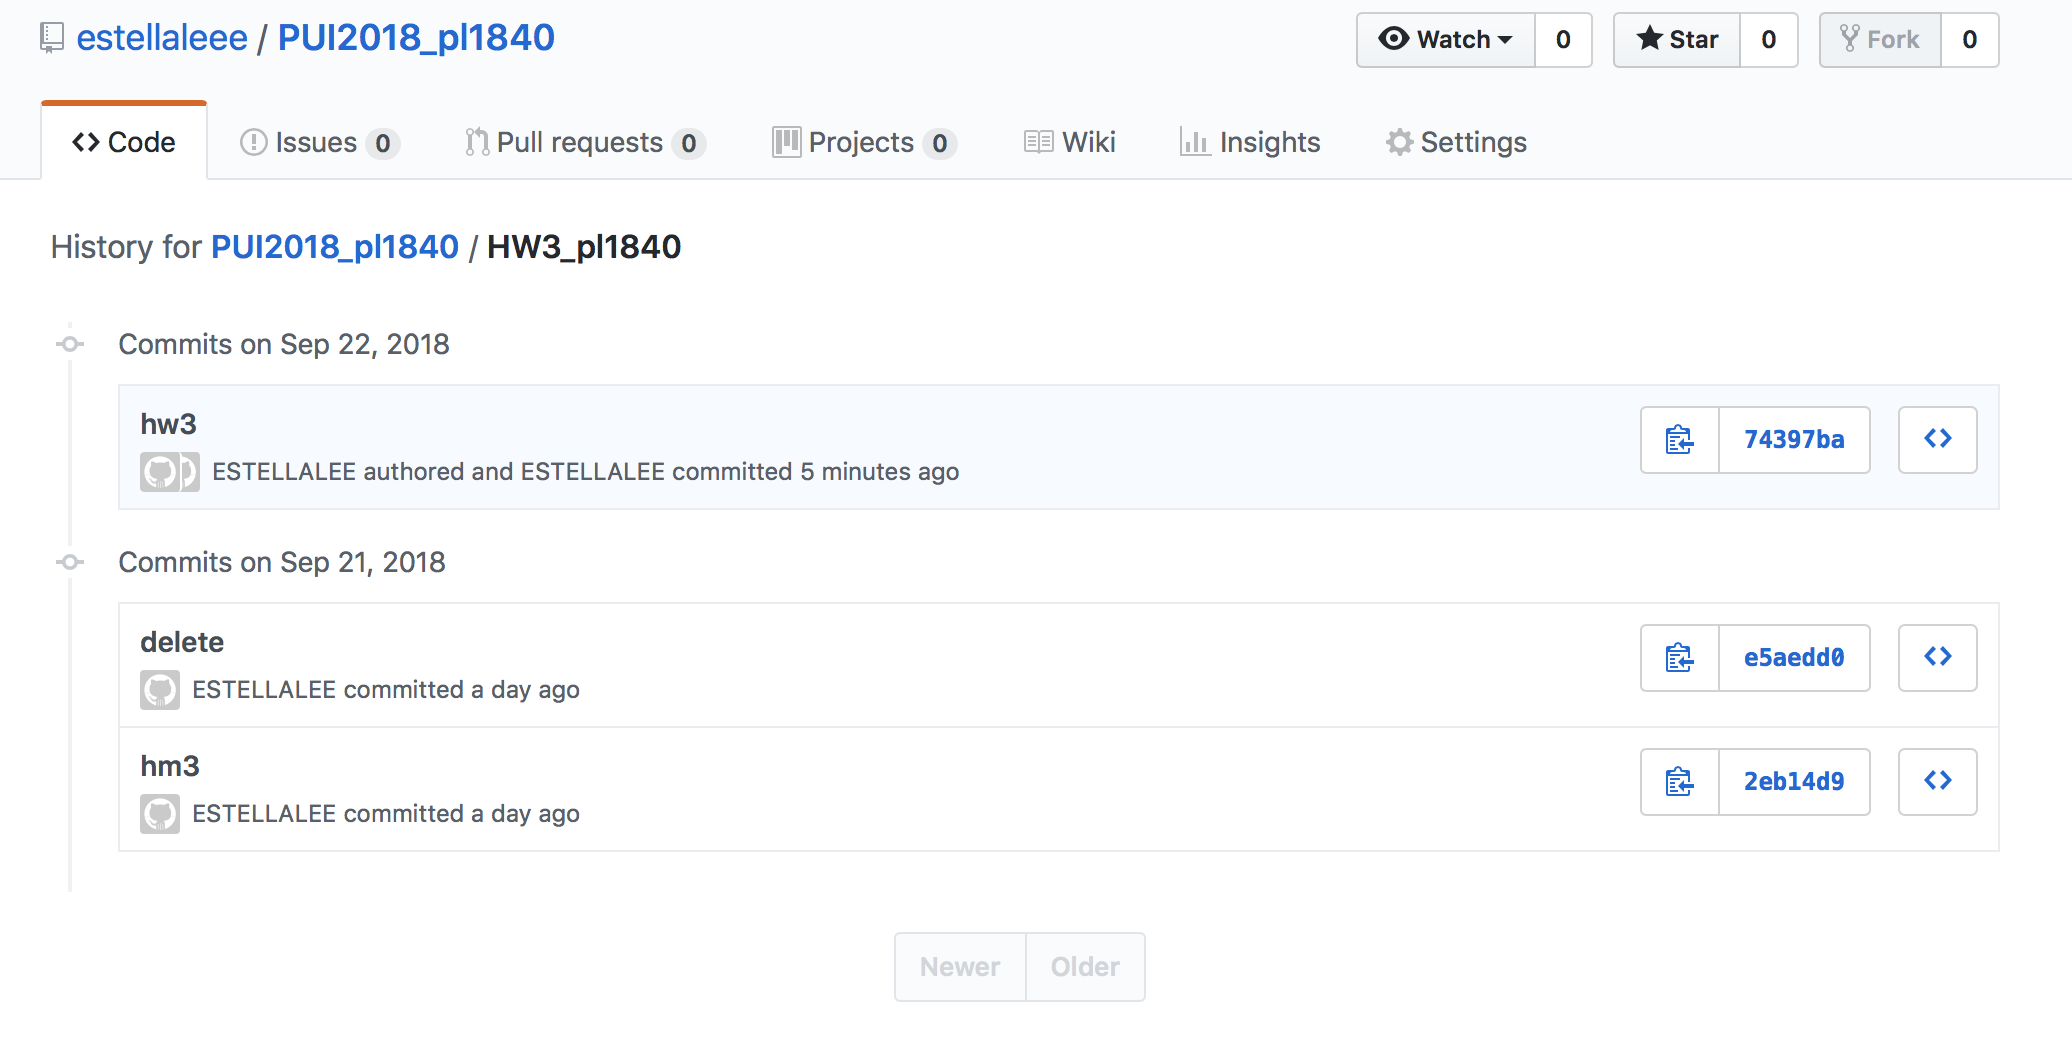 estellaleee / PUI2018_pl1840
Watch 0 Star 0 Fork 0
Code Issues 0 Pull requests 0 Projects 0 Wiki Insights Settings
History for PUI2018_pl1840 / HW3_pl1840
Commits on Sep 22, 2018
hw3
74397ba
ESTELLALEE authored and ESTELLALEE committed 5 minutes ago
Commits on Sep 21, 2018
delete
e5aedd0
ESTELLALEE committed a day ago
hm3
2eb14d9
ESTELLALEE committed a day ago
Newer Older